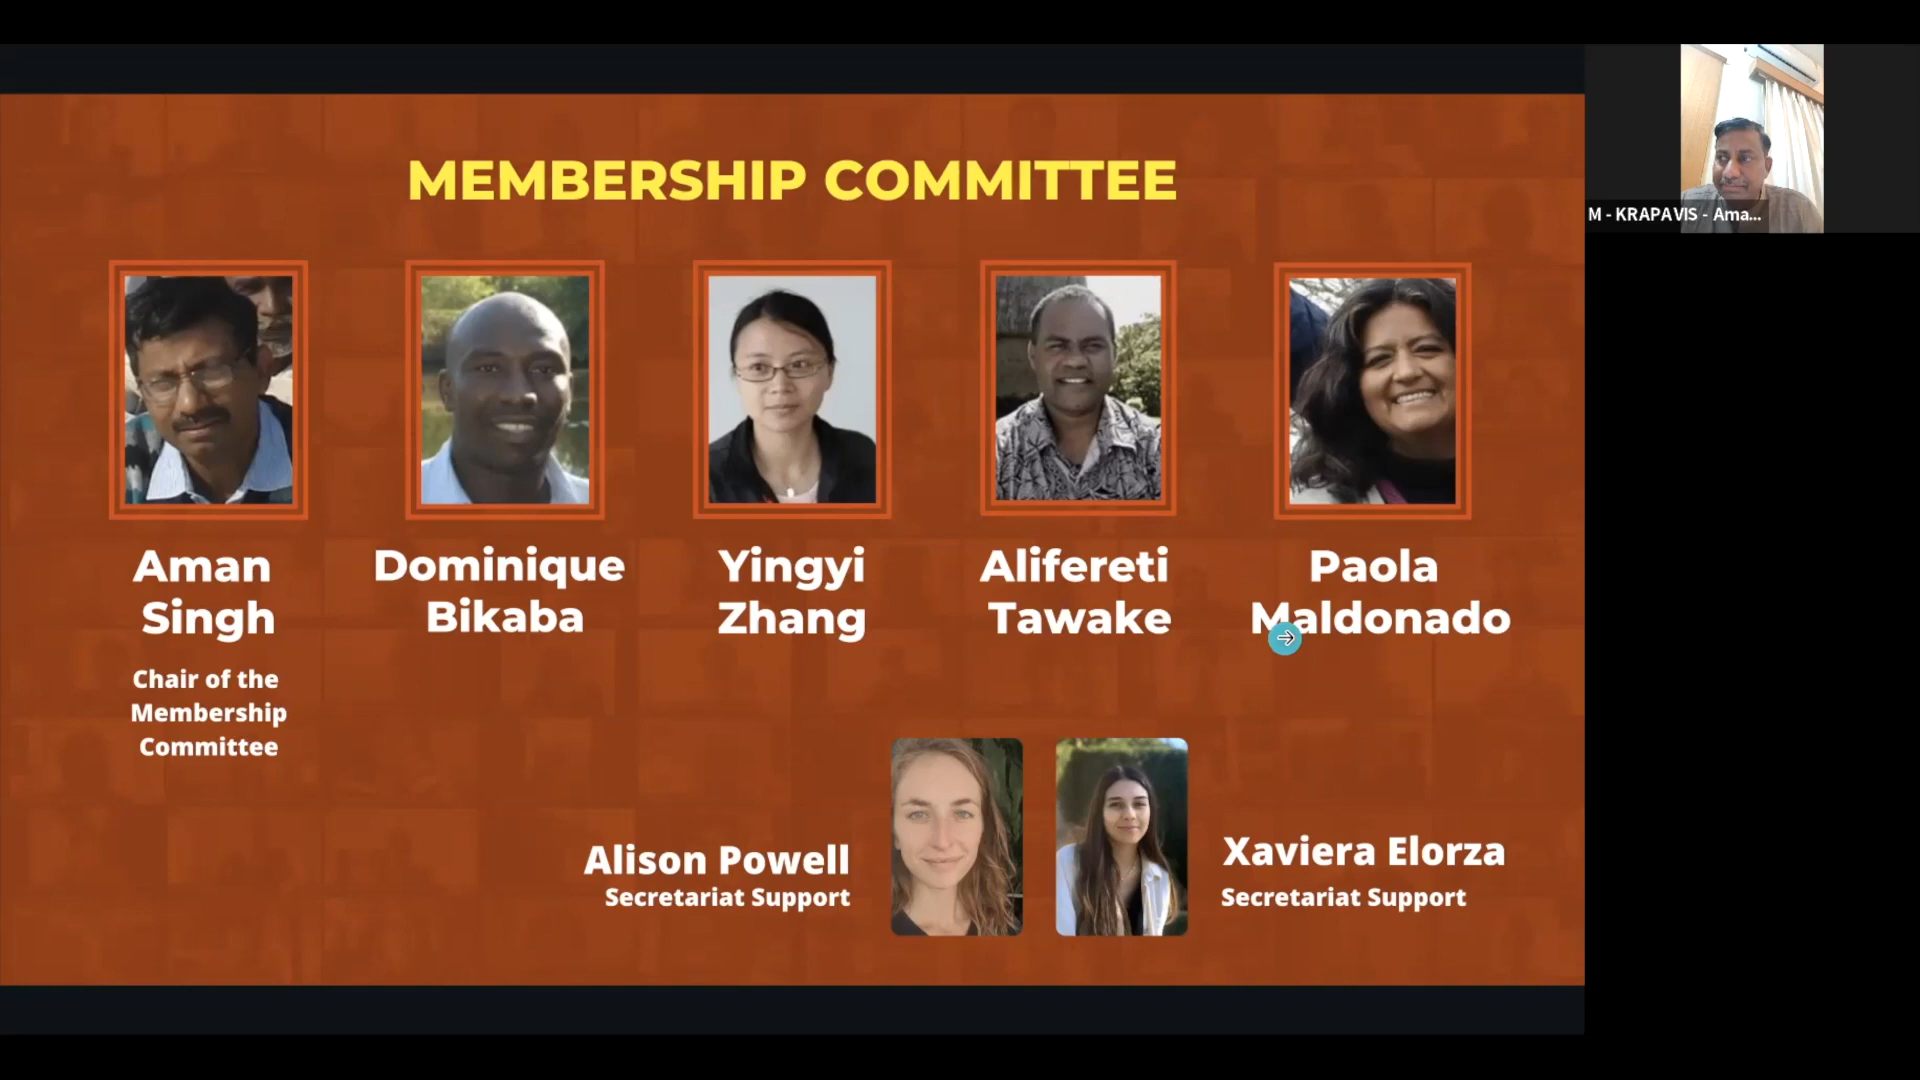 MEMBERSHIP COMMITTEE
M - KRAPAVIS - Ama...
Aman
Singh
Chair of the
Membership
Committee
Dominique
Bikaba
Yingyi
Zhang
Alifereti
Tawake
Paola
Maldonado
Alison Powell
Secretariat Support
Xaviera Elorza
Secretariat Support